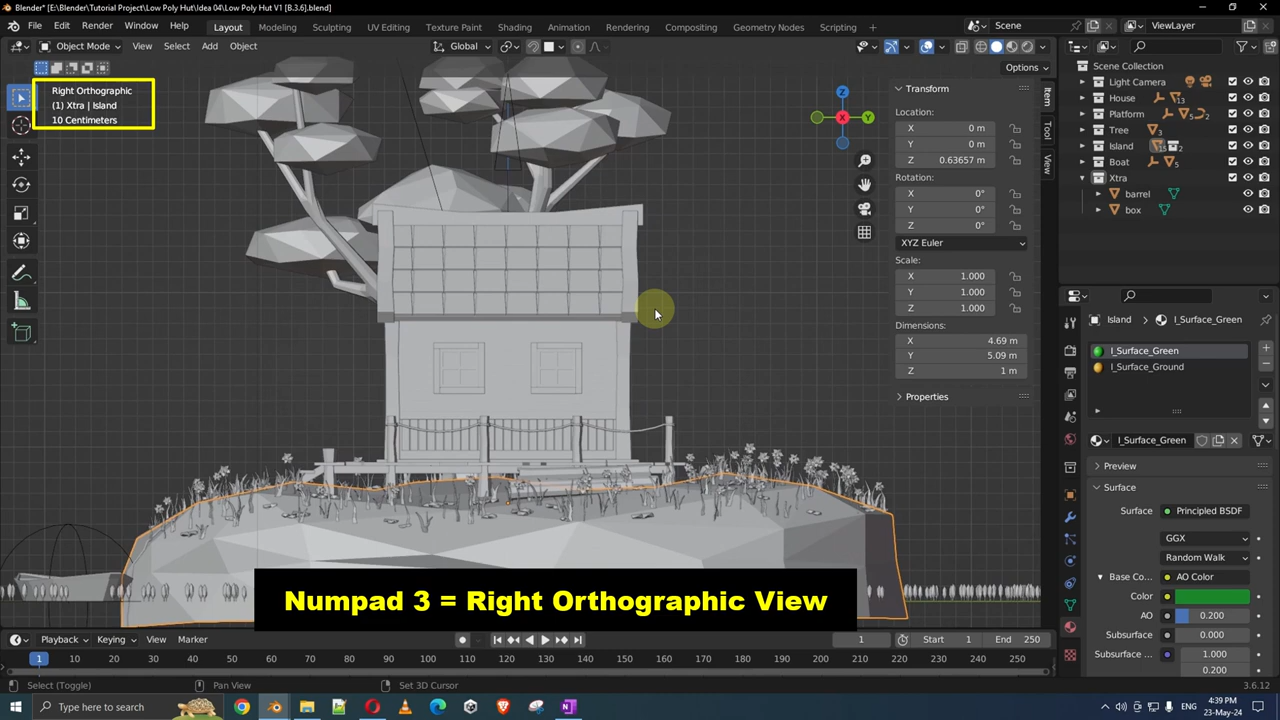 Blender* [E:\Blender\Tutorial Project\Idea 04\Low Poly Hut\Low Poly Hut V1 [B.3.6].blend]
File Edit Render Window Help Layout Modeling Sculpting UV Editing Texture Paint Shading Animation Rendering Compositing Geometry Nodes Scripting Scene ViewLayer
Object Mode View Select Add Object Global
Options
Right Orthographic
(1) Xtra | Island
10 Centimeters
Z
X
Y
Transform
Location:
X 0 m
Y 0 m
Z 0.63657 m
Rotation:
X 0°
Y 0°
Z 0°
XYZ Euler
Scale:
X 1.000
Y 1.000
Z 1.000
Dimensions:
X 4.69 m
Y 5.09 m
Z 1 m
Properties
Item
Tool
View
Scene Collection
Light Camera
House 13
Platform 5 2
Tree 3
Island 2
Boat 5
Xtra
barrel
box
Island I_Surface_Green
I_Surface_Green
I_Surface_Ground
I_Surface_Green
Preview
Surface
Surface Principled BSDF
GGX
Random Walk
Base Co... AO Color
Color
AO 0.200
Subsurface 0.000
Subsurface ... 1.000
0.200
Numpad 3 = Right Orthographic View
Playback Keying View Marker 1 Start 1 End 250
1 10 20 30 40 50 60 70 80 90 100 110 120 130 140 150 160 170 180 190 200 210 220 230 240 250
Select (Toggle) Pan View Set 3D Cursor 3.6.12
Type here to search ENG 4:39 PM
23-May-24